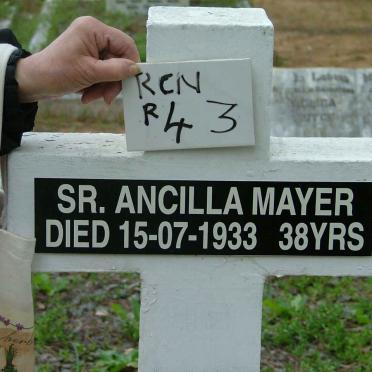 RCN
R43
SR. ANCILLA MAYER
DIED 15-07-1933 38YRS